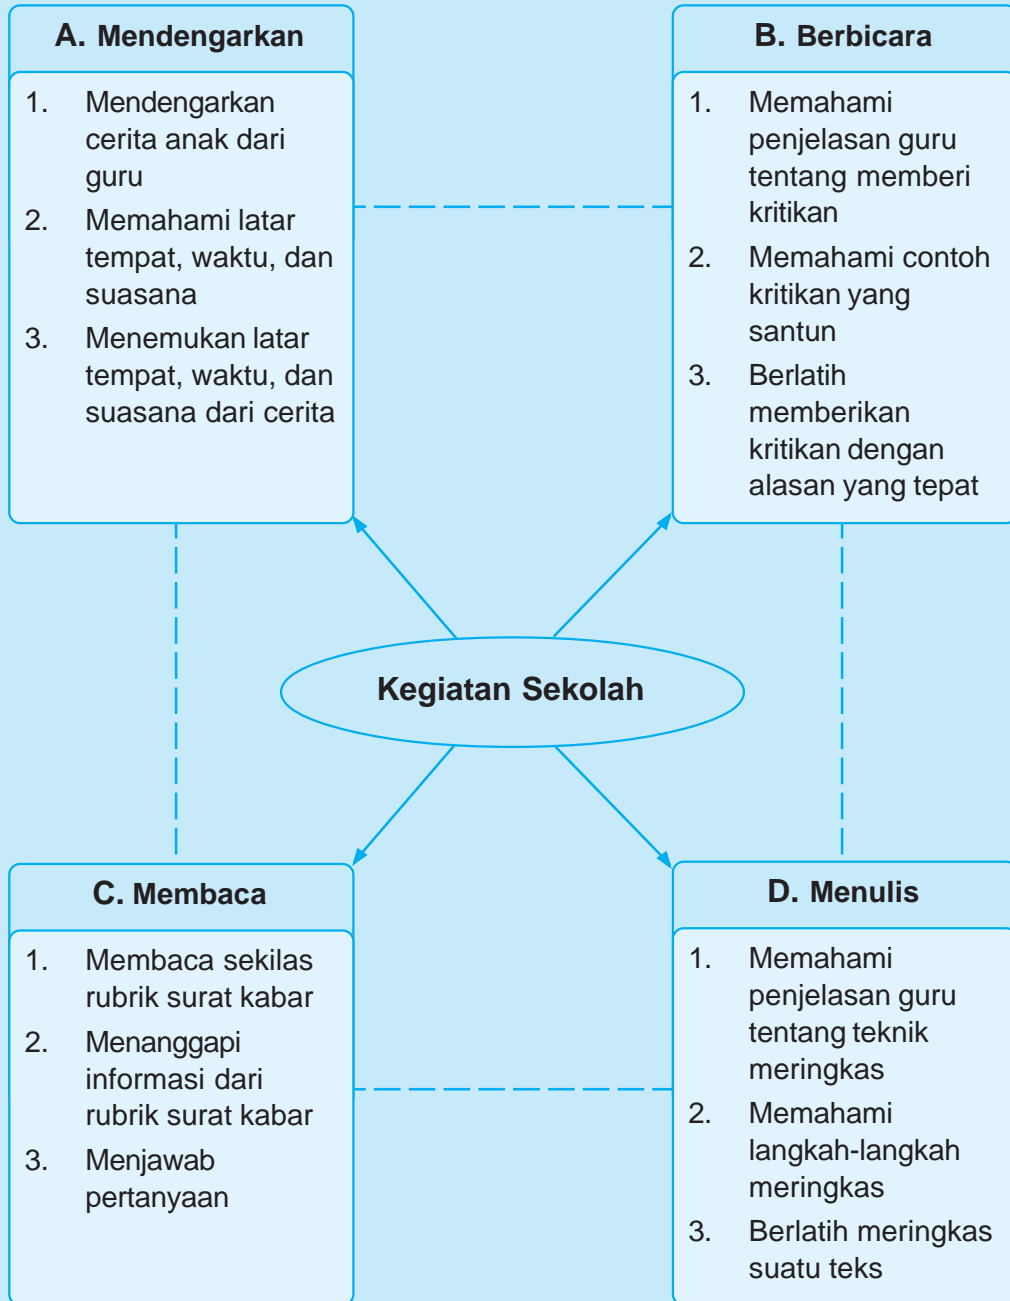 A. Mendengarkan
1. Mendengarkan
cerita anak dari
guru
2. Memahami latar
tempat, waktu, dan
suasana
3. Menemukan latar
tempat, waktu, dan
suasana dari cerita
B. Berbicara
1. Memahami
penjelasan guru
tentang memberi
kritikan
2. Memahami contoh
kritikan yang
santun
3. Berlatih
memberikan
kritikan dengan
alasan yang tepat
Kegiatan Sekolah
C. Membaca
1. Membaca sekilas
rubrik surat kabar
2. Menanggapi
informasi dari
rubrik surat kabar
3. Menjawab
pertanyaan
D. Menulis
1. Memahami
penjelasan guru
tentang teknik
meringkas
2. Memahami
langkah-langkah
meringkas
3. Berlatih meringkas
suatu teks